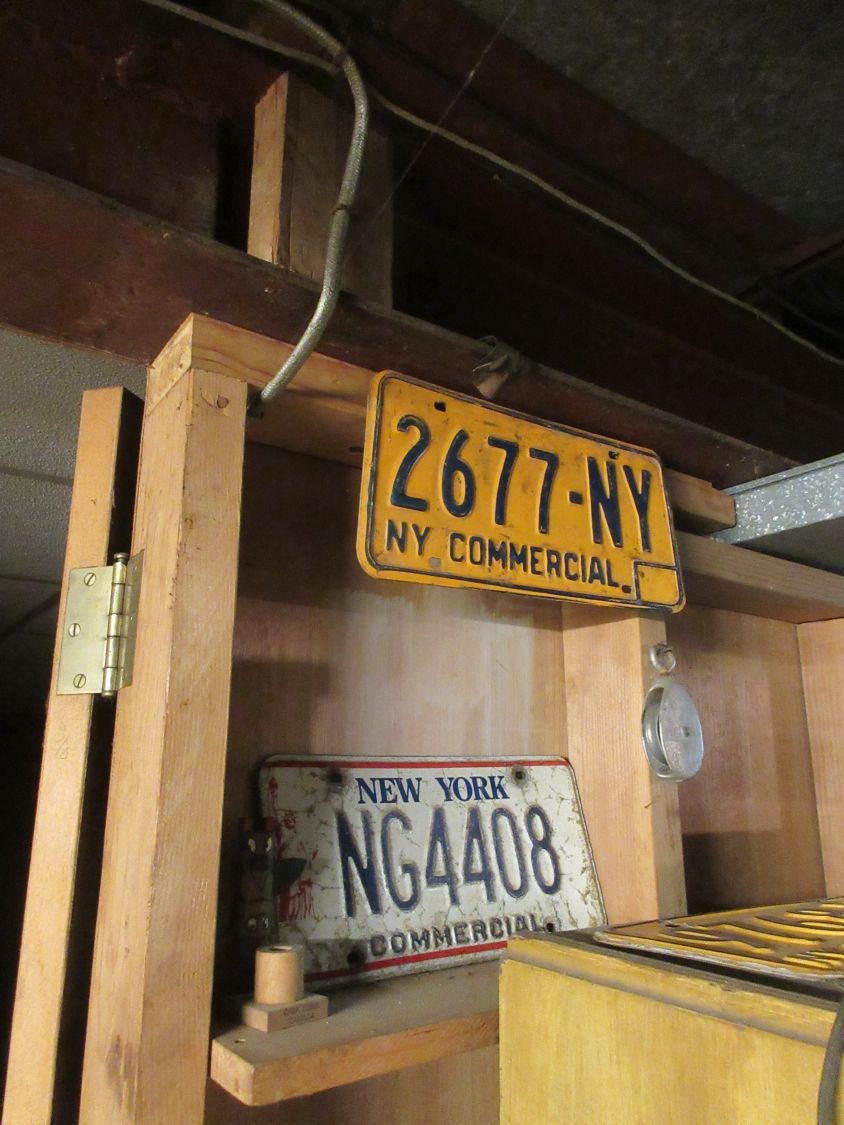 2677-NY
NY COMMERCIAL
NEW YORK
NG4408
COMMERCIAL